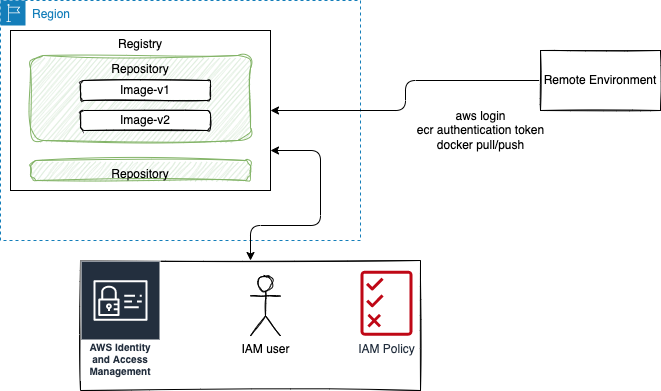 Region
Registry
Repository
Image-v1
Image-v2
Repository
Remote Environment
aws login
ecr authentication token
docker pull/push
AWS Identity
and Access
Management
IAM user
IAM Policy